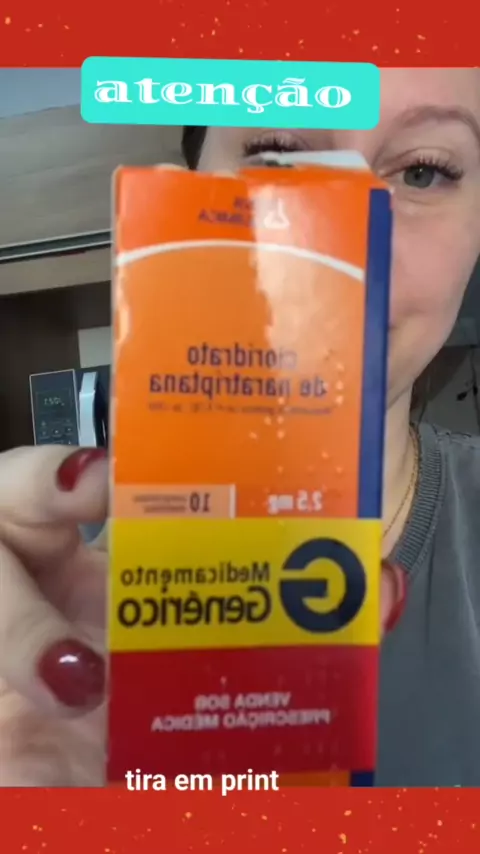 atenção
cloridrato
de naratriptana
2,5 mg
10
Medicamento
Genérico
G
VENDA SOB
PRESCRIÇÃO MÉDICA
tira em print